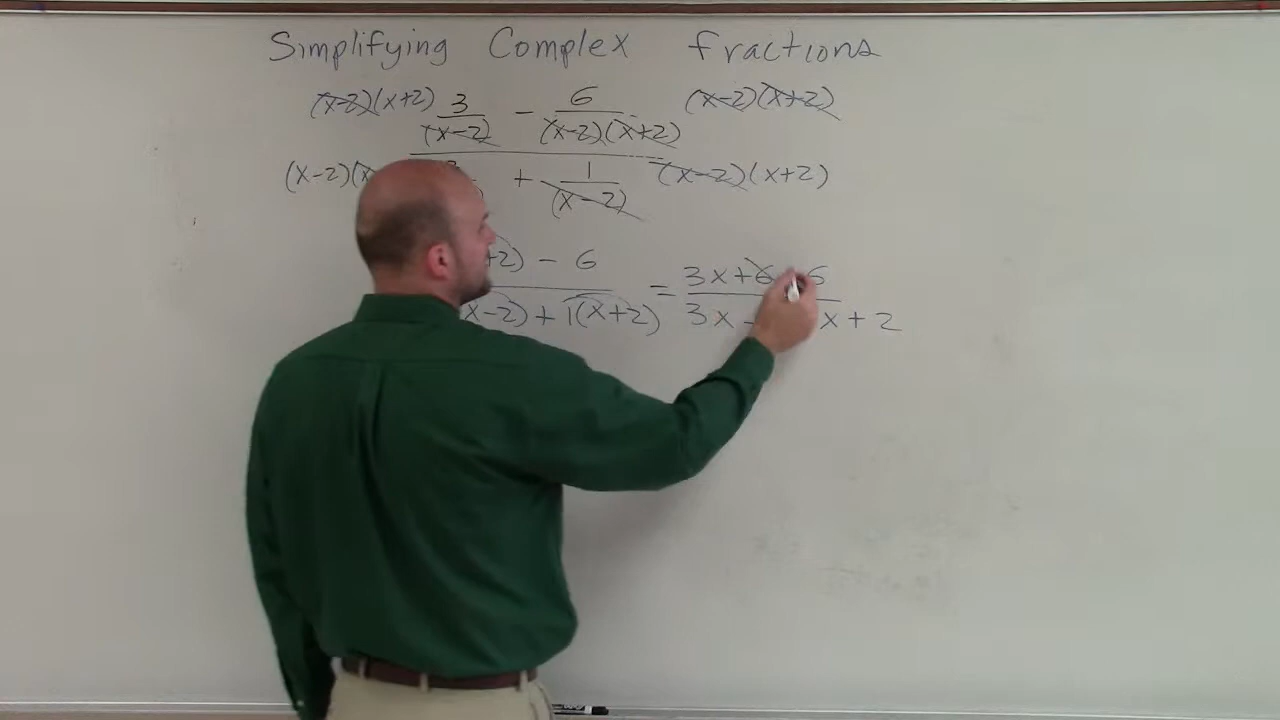 Simplifying Complex fractions
(x-2)(x+2) 3 - 6 (x-2)(x+2)
(x-2) (x-2)(x+2)
(x-2)(x + 1 (x-2)(x+2)
(x-2)
+2) - 6 = 3x+6-6
x-2) + 1(x+2) 3x- x+2